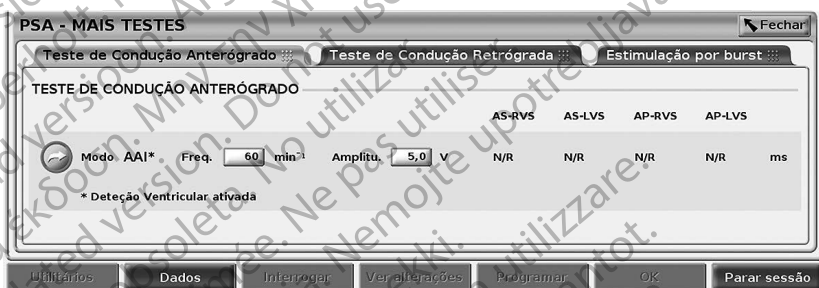 PSA - MAIS TESTES
Fechar
Teste de Condução Anterógrado
Teste de Condução Retrógrada
Estimulação por burst
TESTE DE CONDUÇÃO ANTERÓGRADO
AS-RVS AS-LVS AP-RVS AP-LVS
Modo AAI* Freq. 60 min⁻¹ Amplitu. 5,0 V N/R N/R N/R N/R ms
* Deteção Ventricular ativada
Utilitários Dados Interrogar Ver alterações Programar OK Parar sessão